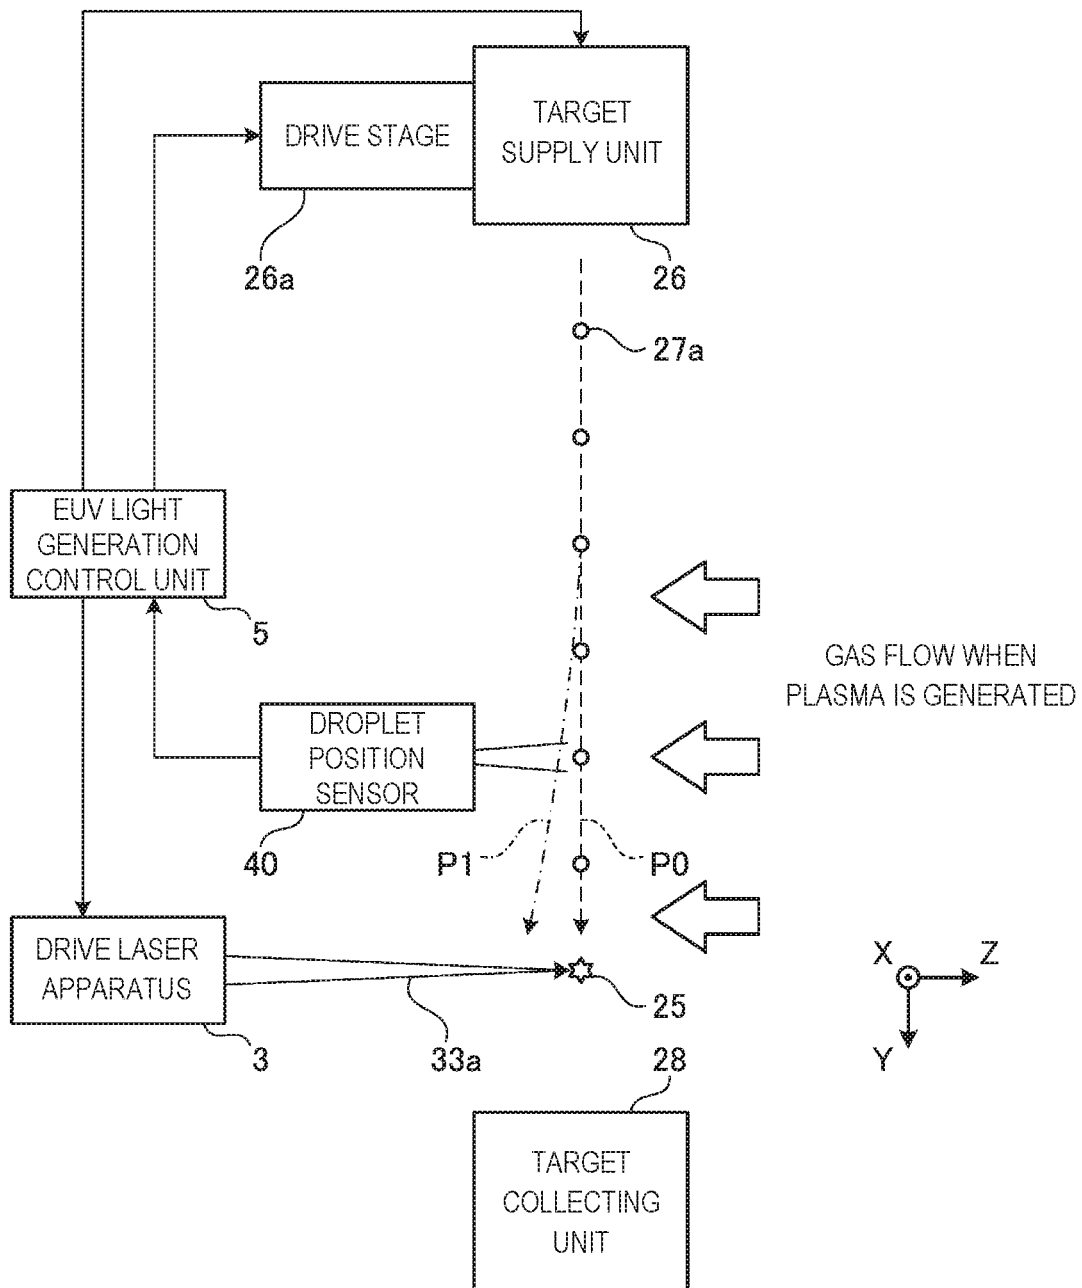 DRIVE STAGE
TARGET
SUPPLY UNIT
26a
26
27a
EUV LIGHT
GENERATION
CONTROL UNIT
5
GAS FLOW WHEN
PLASMA IS GENERATED
DROPLET
POSITION
SENSOR
40
P1
P0
DRIVE LASER
APPARATUS
3
33a
25
X
Z
Y
28
TARGET
COLLECTING
UNIT